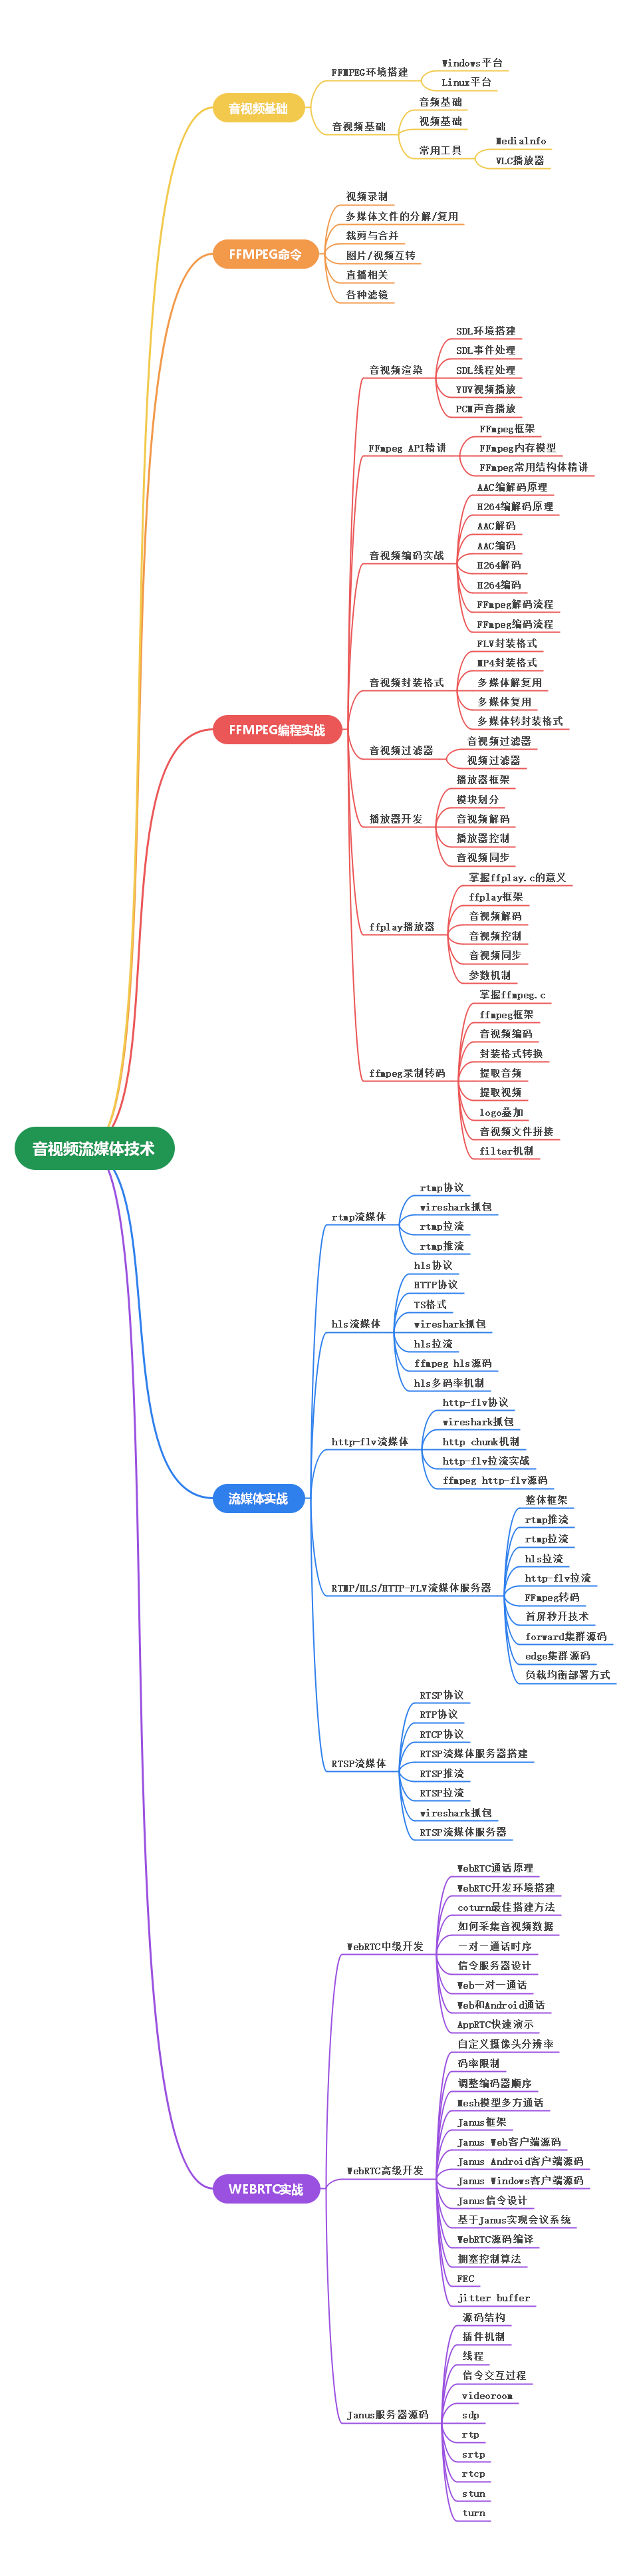 音视频流媒体技术
音视频基础
FFMPEG环境搭建
Windows平台
Linux平台
音视频基础
音频基础
视频基础
常用工具
MediaInfo
VLC播放器
FFMPEG命令
视频录制
多媒体文件的分解/复用
裁剪与合并
图片/视频互转
直播相关
各种滤镜
FFMPEG编程实战
音视频渲染
SDL环境搭建
SDL事件处理
SDL线程处理
YUV视频播放
PCM声音播放
FFmpeg API精讲
FFmpeg框架
FFmpeg内存模型
FFmpeg常用结构体精讲
音视频编码实战
AAC编解码原理
H264编解码原理
AAC解码
AAC编码
H264解码
H264编码
FFmpeg解码流程
FFmpeg编码流程
音视频封装格式
FLV封装格式
MP4封装格式
多媒体解复用
多媒体复用
多媒体转封装格式
音视频过滤器
音视频过滤器
视频过滤器
播放器开发
播放器框架
模块划分
音视频解码
播放器控制
音视频同步
ffplay播放器
掌握ffplay.c的意义
ffplay框架
音视频解码
音视频控制
音视频同步
参数机制
ffmpeg录制转码
掌握ffmpeg.c
ffmpeg框架
音视频编码
封装格式转换
提取音频
提取视频
logo叠加
音视频文件拼接
filter机制
流媒体实战
rtmp流媒体
rtmp协议
wireshark抓包
rtmp拉流
rtmp推流
hls流媒体
hls协议
HTTP协议
TS格式
wireshark抓包
hls拉流
ffmpeg hls源码
hls多码率机制
http-flv流媒体
http-flv协议
wireshark抓包
http chunk机制
http-flv拉流实战
ffmpeg http-flv源码
RTMP/HLS/HTTP-FLV流媒体服务器
整体框架
rtmp推流
rtmp拉流
hls拉流
http-flv拉流
FFmpeg转码
首屏秒开技术
forward集群源码
edge集群源码
负载均衡部署方式
RTSP流媒体
RTSP协议
RTP协议
RTCP协议
RTSP流媒体服务器搭建
RTSP推流
RTSP拉流
wireshark抓包
RTSP流媒体服务器
WEBRTC实战
WebRTC中级开发
WebRTC通话原理
WebRTC开发环境搭建
coturn最佳搭建方法
如何采集音视频数据
一对一通话时序
信令服务器设计
Web一对一通话
Web和Android通话
AppRTC快速演示
WebRTC高级开发
自定义摄像头分辨率
码率限制
调整编码器顺序
Mesh模型多方通话
Janus框架
Janus Web客户端源码
Janus Android客户端源码
Janus Windows客户端源码
Janus信令设计
基于Janus实现会议系统
WebRTC源码编译
拥塞控制算法
FEC
jitter buffer
Janus服务器源码
源码结构
插件机制
线程
信令交互过程
videoroom
sdp
rtp
srtp
rtcp
stun
turn